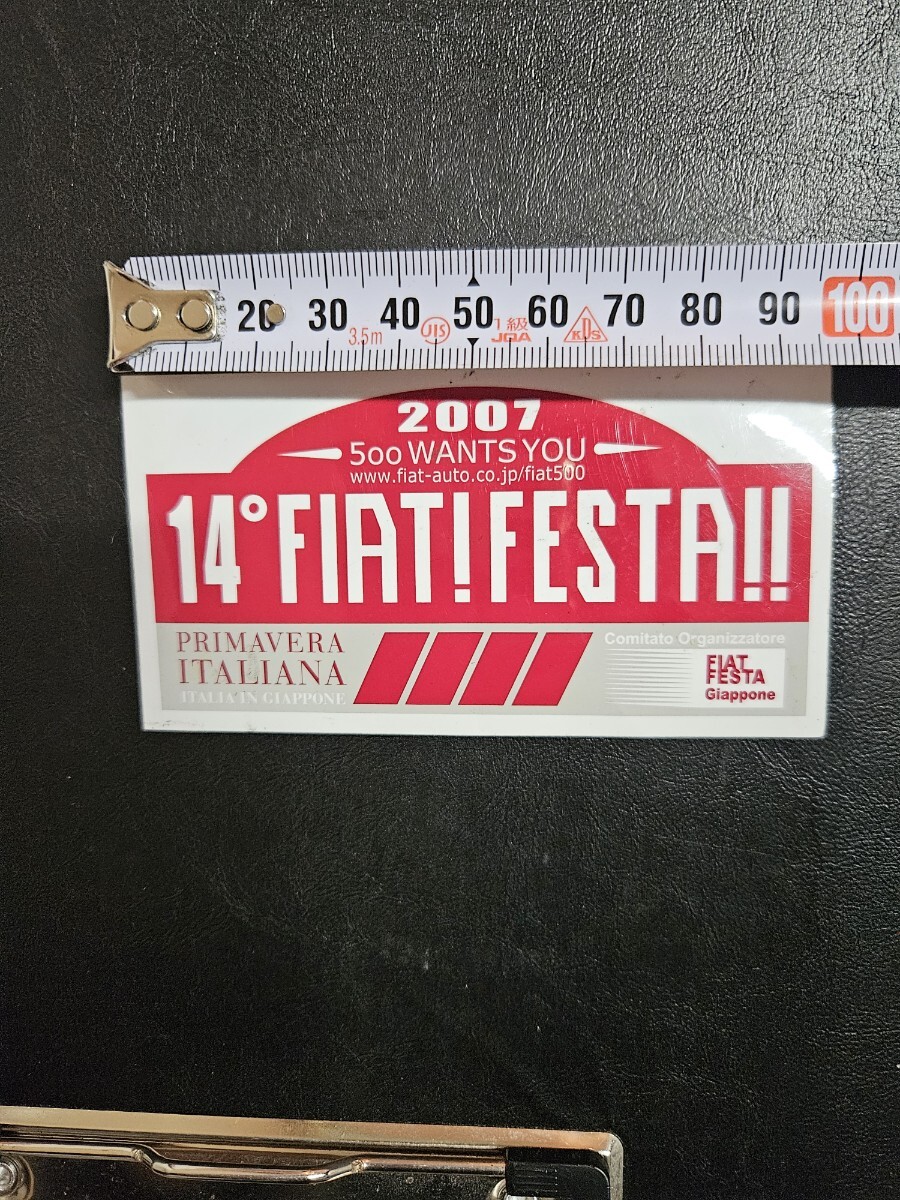 20 30 40 50 60 70 80 90 100
3.5m JIS 1級 JQA KDS
2007
500 WANTS YOU
www.fiat-auto.co.jp/fiat500
14° FIAT! FESTA!!
PRIMAVERA
ITALIANA
ITALIA IN GIAPPONE
Comitato Organizzatore
FIAT
FESTA
Giappone